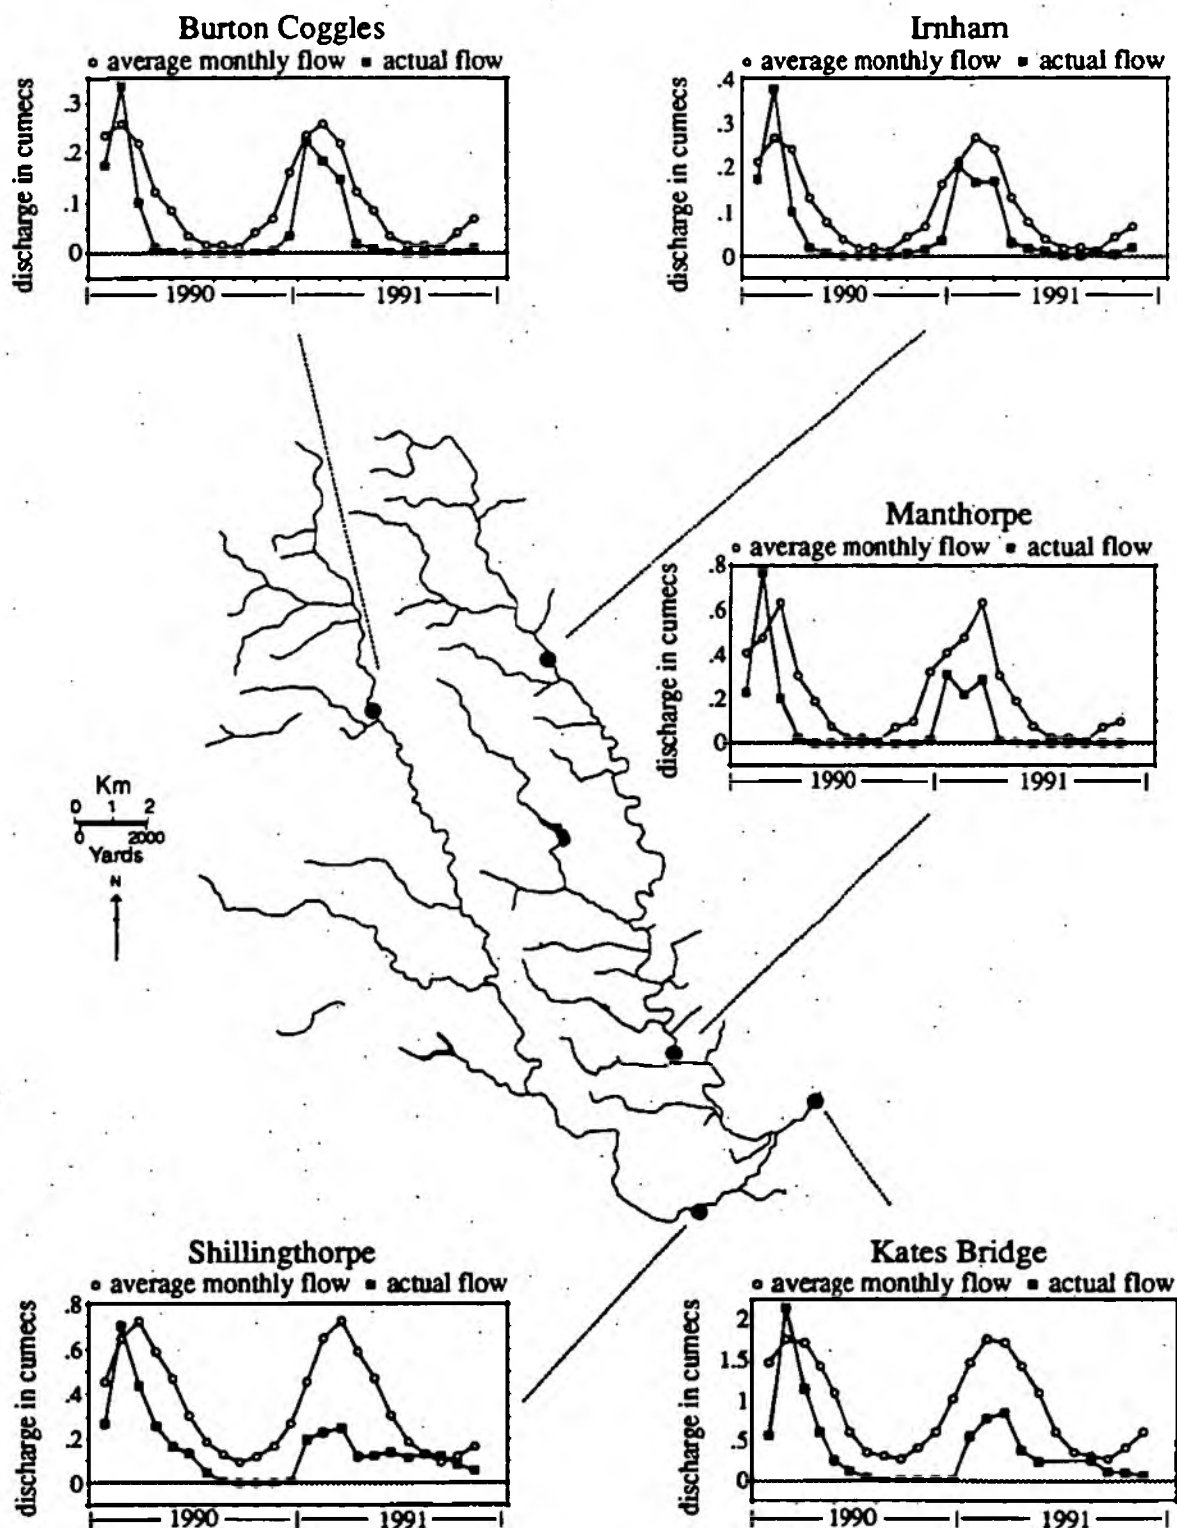 Burton Coggles
average monthly flow actual flow
discharge in cumecs
.3
.2
.1
0
1990 1991
Irnham
average monthly flow actual flow
discharge in cumecs
.4
.3
.2
.1
0
1990 1991
Manthorpe
average monthly flow actual flow
discharge in cumecs
.8
.6
.4
.2
0
1990 1991
Km
0 1 2
0 2000
Yards
N
Shillingthorpe
average monthly flow actual flow
discharge in cumecs
.8
.6
.4
.2
0
1990 1991
Kates Bridge
average monthly flow actual flow
discharge in cumecs
2
1.5
1
.5
0
1990 1991